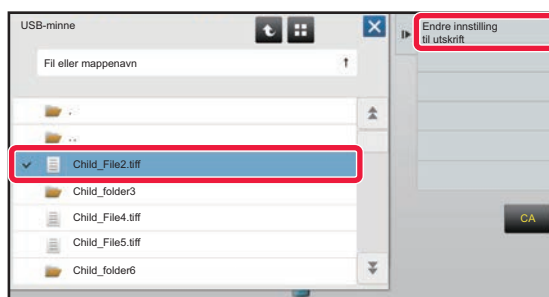 USB-minne
Fil eller mappenavn
.
..
Child_File2.tiff
Child_folder3
Child_File4.tiff
Child_File5.tiff
Child_folder6
Endre innstilling
til utskrift
CA